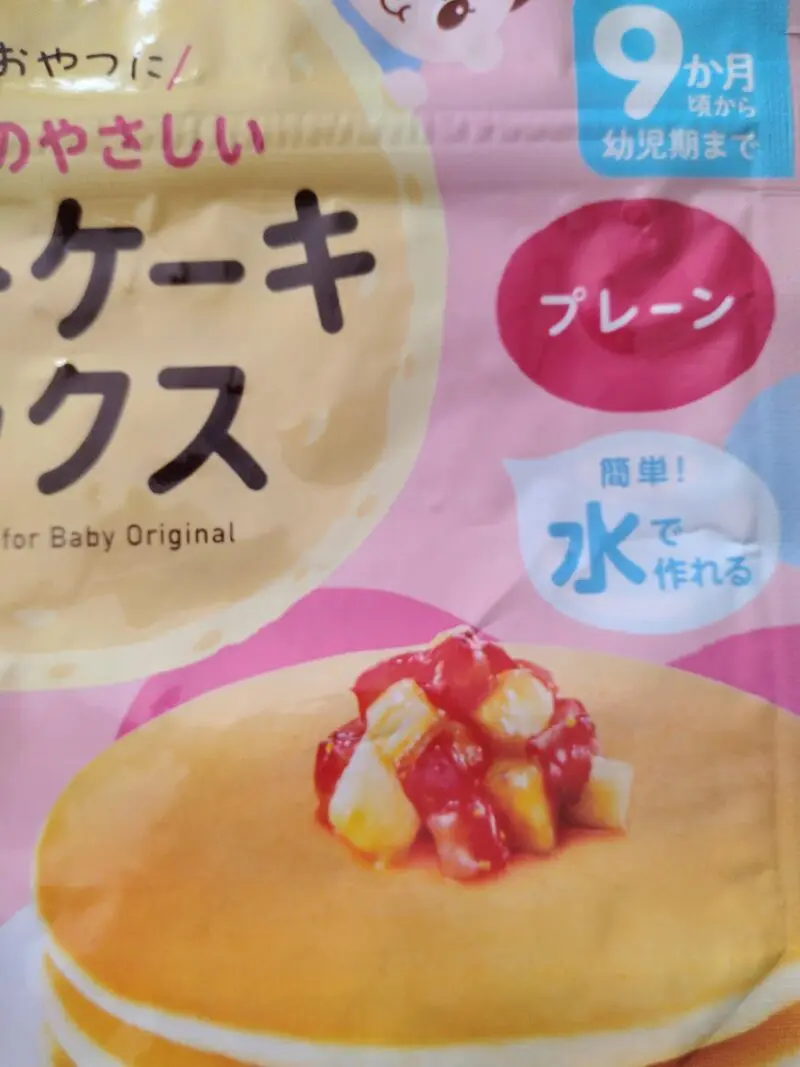 おやつに/
のやさしい
ケーキ
クス
for Baby Original
9か月
頃から
幼児期まで
プレーン
簡単!
水で
作れる